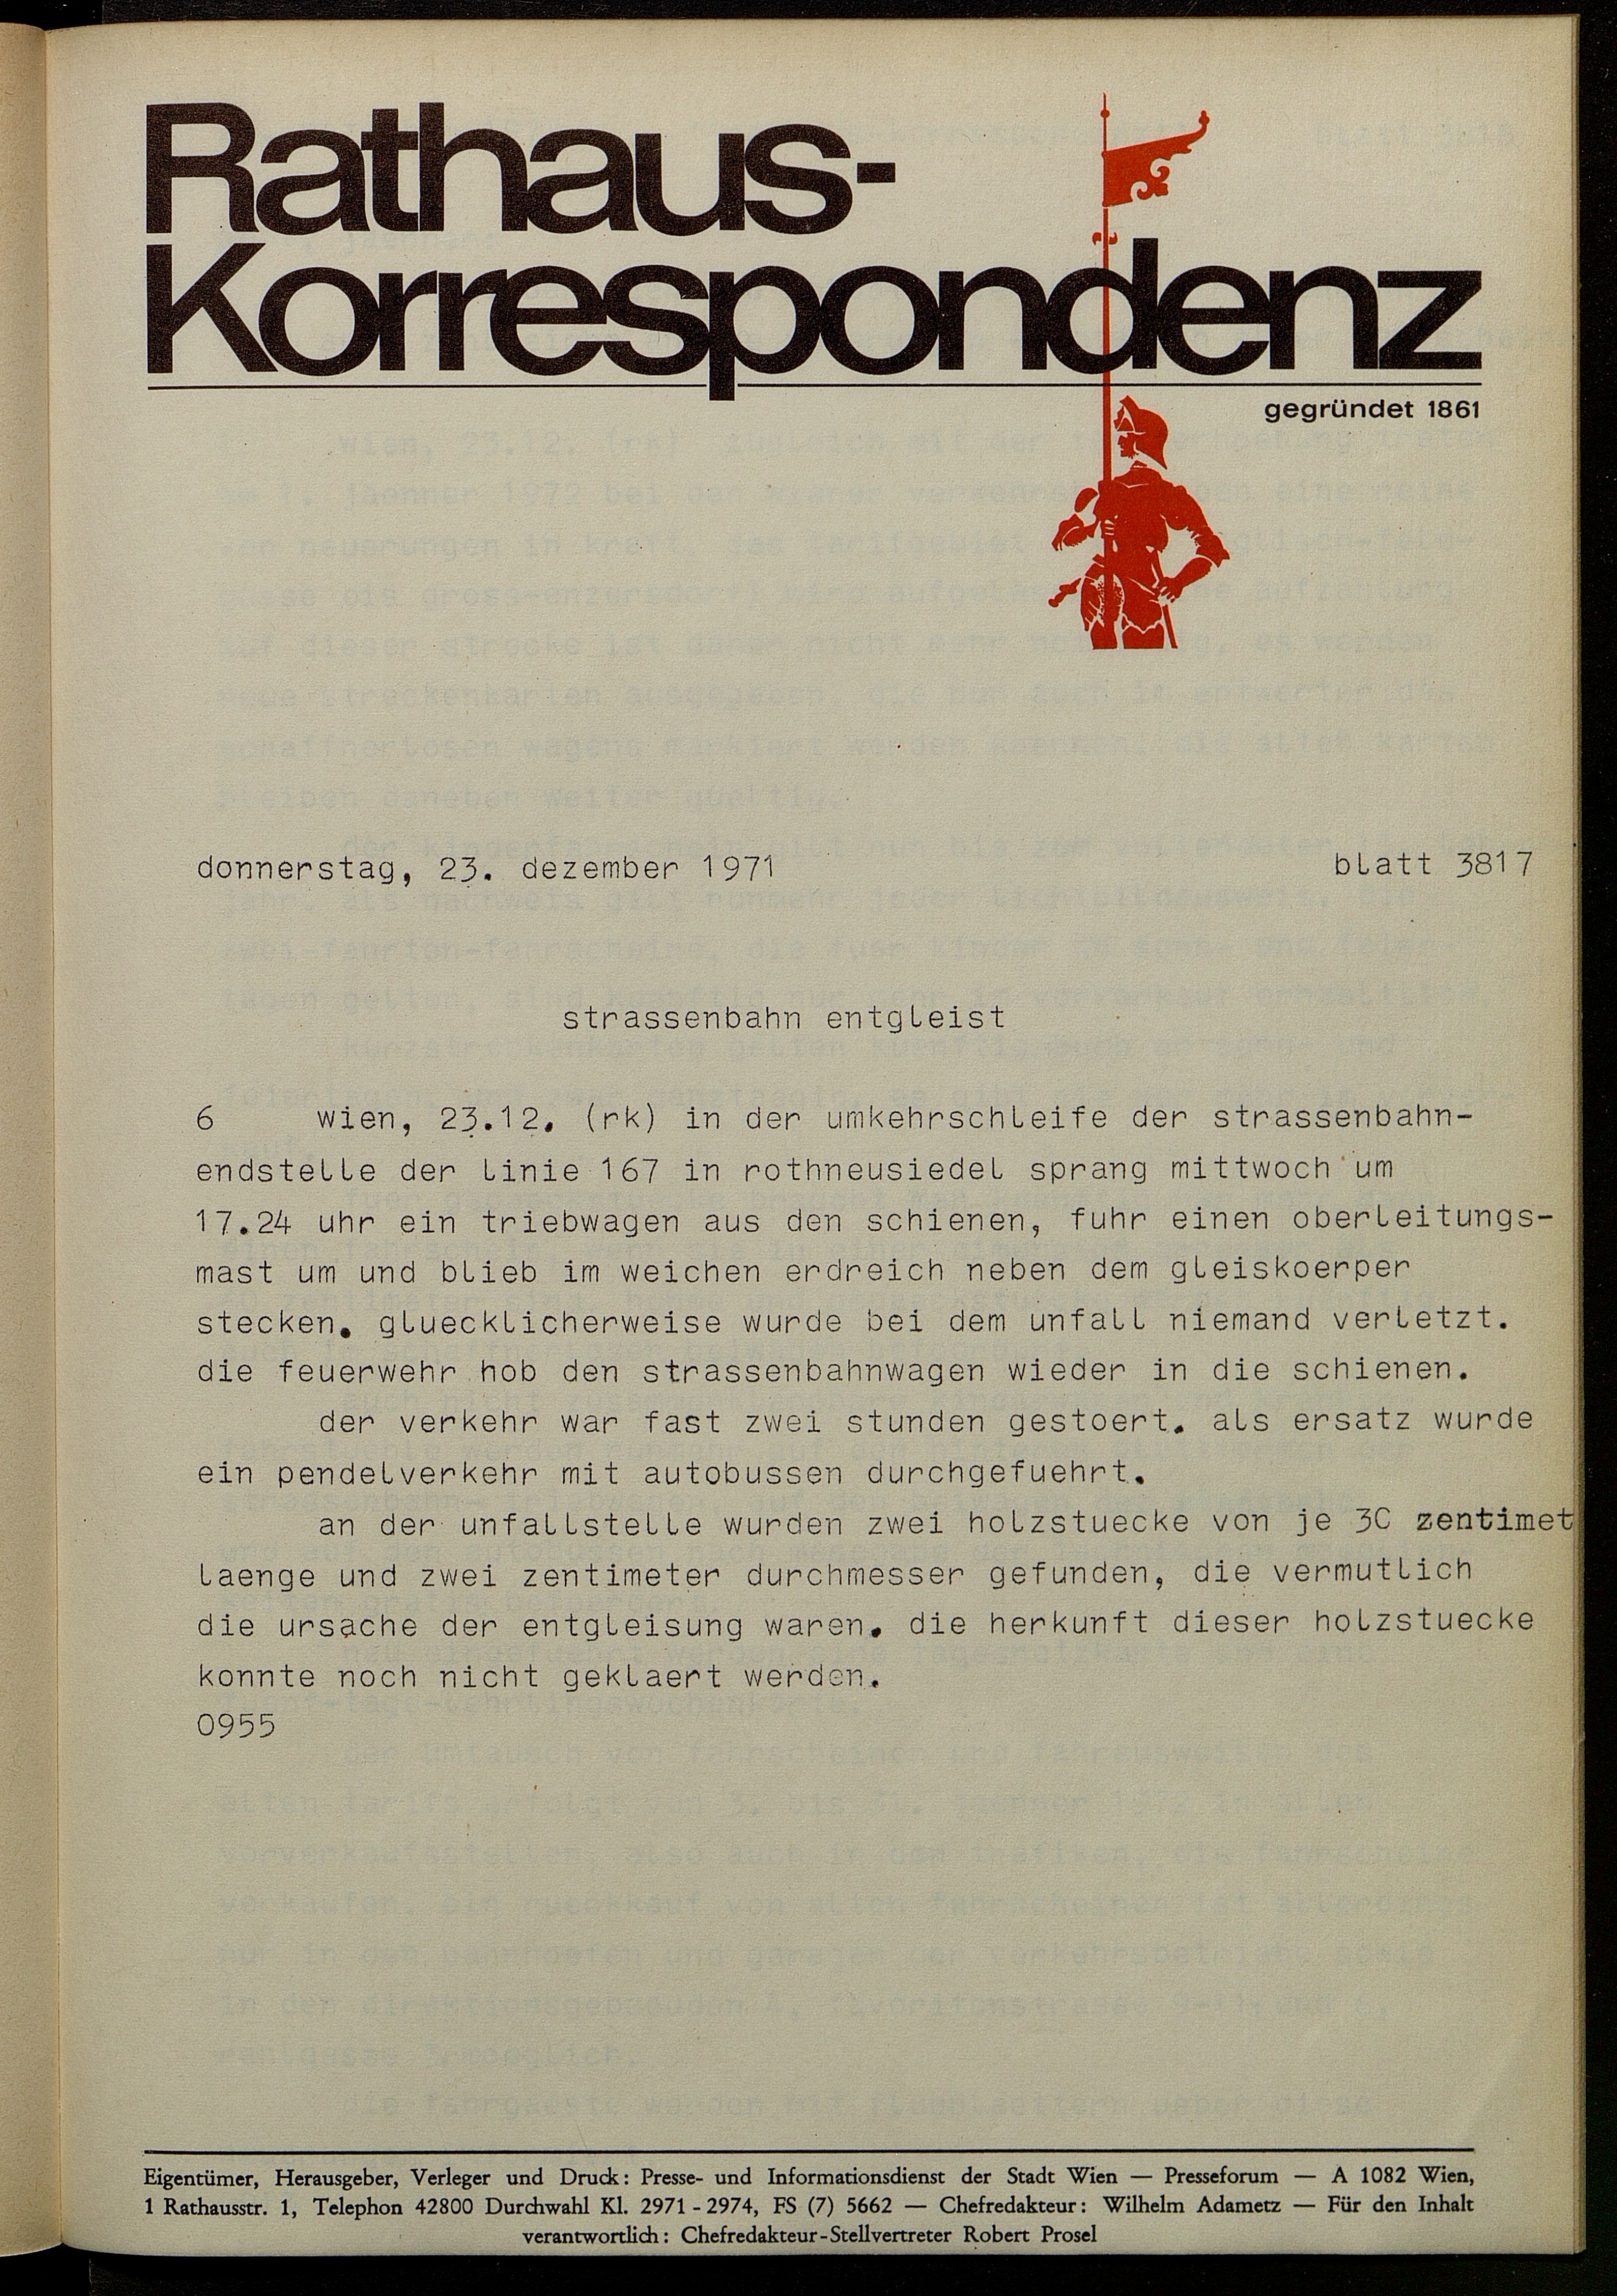 Rathaus-
Korrespondenz
gegründet 1861
donnerstag, 23. dezember 1971 blatt 3817
strassenbahn entgleist
6 wien, 23.12. (rk) in der umkehrschleife der strassenbahn-
endstelle der linie 167 in rothneusiedel sprang mittwoch um
17.24 uhr ein triebwagen aus den schienen, fuhr einen oberleitungs-
mast um und blieb im weichen erdreich neben dem gleiskoerper
stecken. gluecklicherweise wurde bei dem unfall niemand verletzt.
die feuerwehr hob den strassenbahnwagen wieder in die schienen.
der verkehr war fast zwei stunden gestoert. als ersatz wurde
ein pendelverkehr mit autobussen durchgefuehrt.
an der unfallstelle wurden zwei holzstuecke von je 30 zentimet
laenge und zwei zentimeter durchmesser gefunden, die vermutlich
die ursache der entgleisung waren. die herkunft dieser holzstuecke
konnte noch nicht geklaert werden.
0955
Eigentümer, Herausgeber, Verleger und Druck: Presse- und Informationsdienst der Stadt Wien — Presseforum — A 1082 Wien,
1 Rathausstr. 1, Telephon 42800 Durchwahl Kl. 2971 - 2974, FS (7) 5662 — Chefredakteur: Wilhelm Adametz — Für den Inhalt
verantwortlich: Chefredakteur-Stellvertreter Robert Prosel